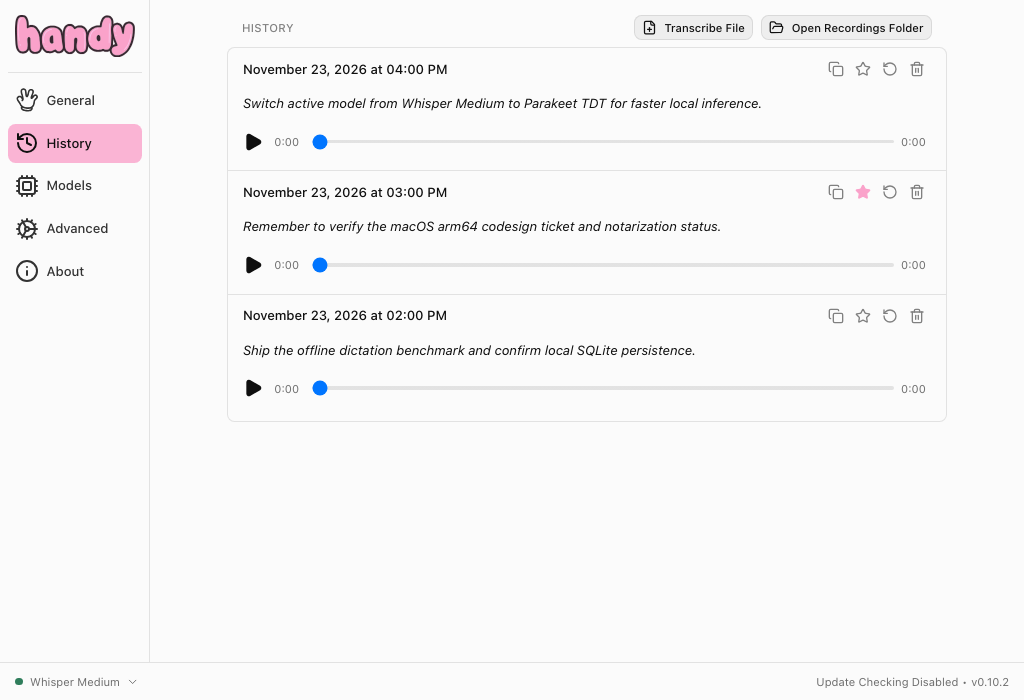 handy
General
History
Models
Advanced
About
HISTORY
Transcribe File
Open Recordings Folder
November 23, 2026 at 04:00 PM
Switch active model from Whisper Medium to Parakeet TDT for faster local inference.
0:00
0:00
November 23, 2026 at 03:00 PM
Remember to verify the macOS arm64 codesign ticket and notarization status.
0:00
0:00
November 23, 2026 at 02:00 PM
Ship the offline dictation benchmark and confirm local SQLite persistence.
0:00
0:00
Whisper Medium
Update Checking Disabled • v0.10.2